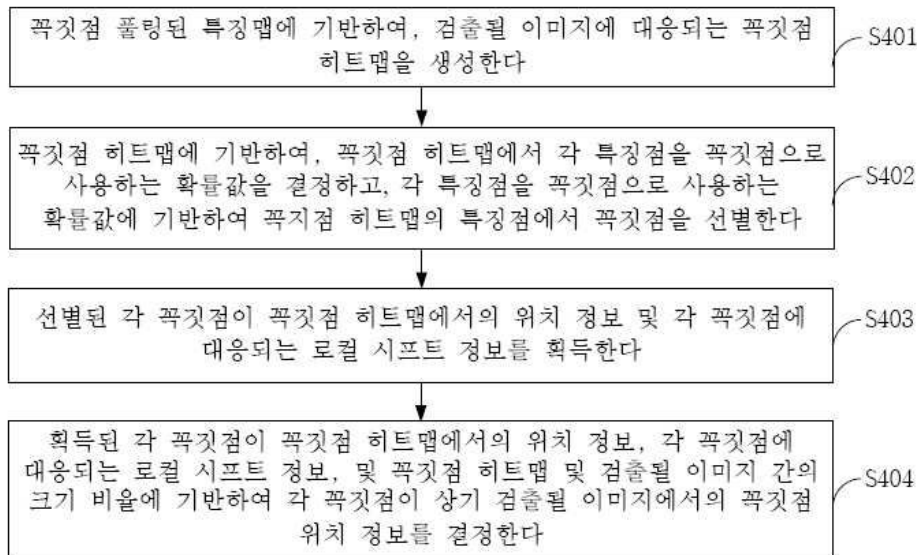 꼭짓점 풀링된 특징맵에 기반하여, 검출될 이미지에 대응되는 꼭짓점
히트맵을 생성한다
S401
꼭짓점 히트맵에 기반하여, 꼭짓점 히트맵에서 각 특징점을 꼭짓점으로
사용하는 확률값을 결정하고, 각 특징점을 꼭짓점으로 사용하는
확률값에 기반하여 꼭지점 히트맵의 특징점에서 꼭짓점을 선별한다
S402
선별된 각 꼭짓점이 꼭짓점 히트맵에서의 위치 정보 및 각 꼭짓점에
대응되는 로컬 시프트 정보를 획득한다
S403
획득된 각 꼭짓점이 꼭짓점 히트맵에서의 위치 정보, 각 꼭짓점에
대응되는 로컬 시프트 정보, 및 꼭짓점 히트맵 및 검출될 이미지 간의
크기 비율에 기반하여 각 꼭짓점이 상기 검출될 이미지에서의 꼭짓점
위치 정보를 결정한다
S404